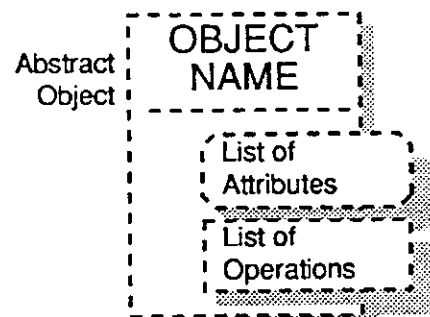 Abstract
Object
OBJECT
NAME
List of
Attributes
List of
Operations